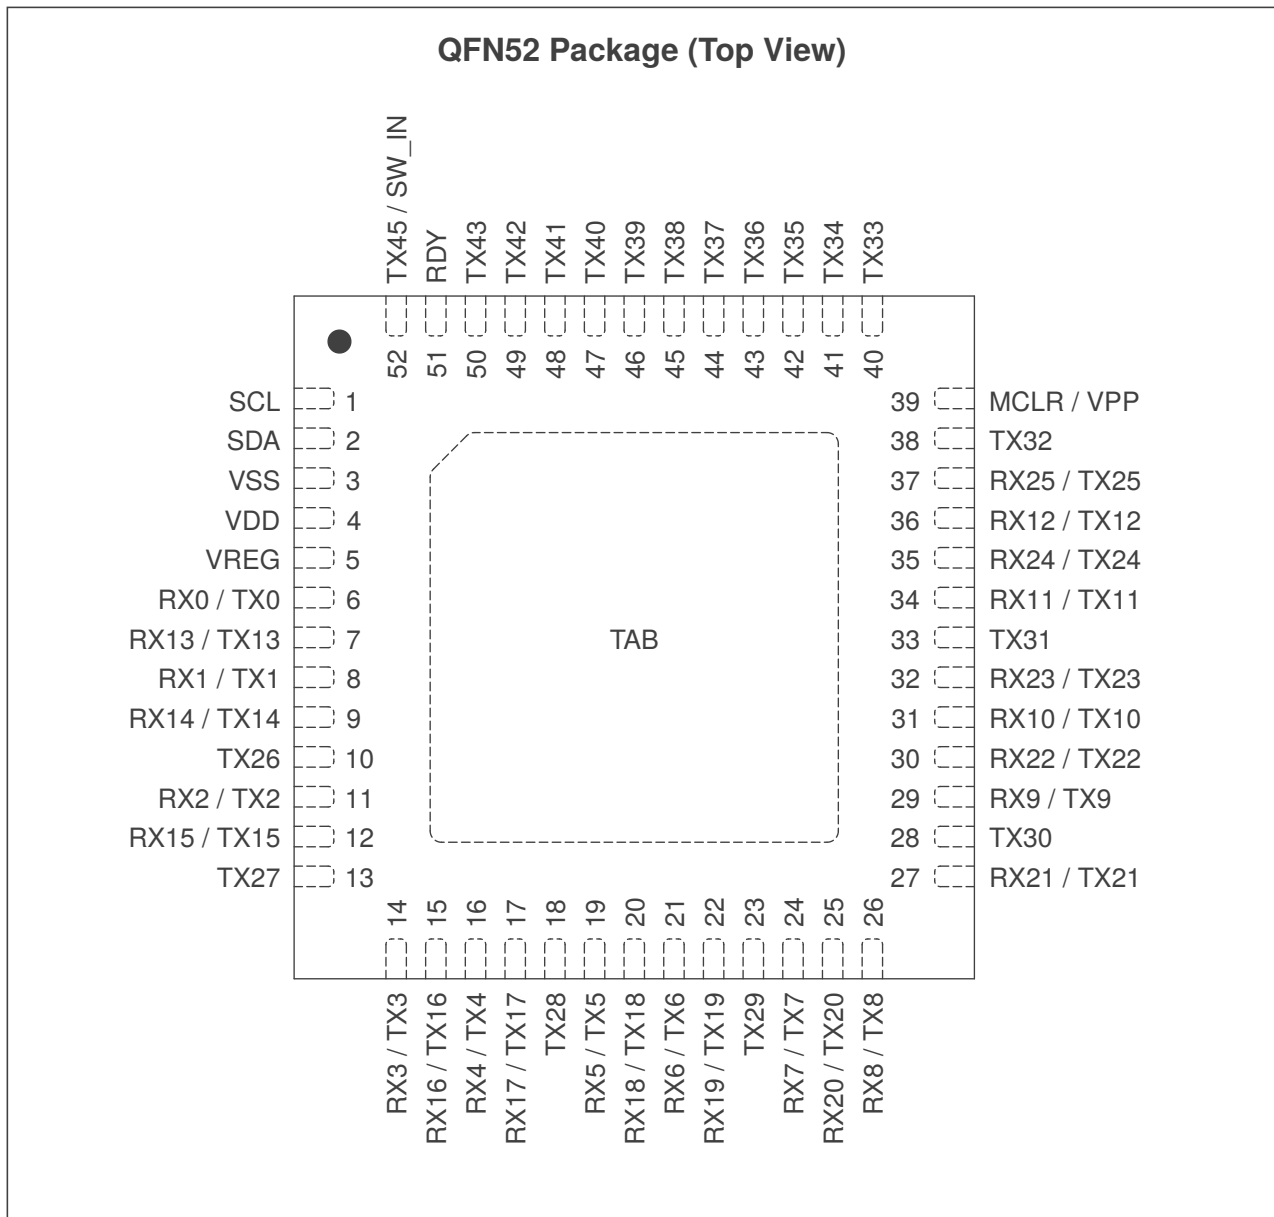 QFN52 Package (Top View)
TX45 / SW_IN
RDY
TX43
TX42
TX41
TX40
TX39
TX38
TX37
TX36
TX35
TX34
TX33
52
51
50
49
48
47
46
45
44
43
42
41
40
SCL 1
SDA 2
VSS 3
VDD 4
VREG 5
RX0 / TX0 6
RX13 / TX13 7
RX1 / TX1 8
RX14 / TX14 9
TX26 10
RX2 / TX2 11
RX15 / TX15 12
TX27 13
TAB
39 MCLR / VPP
38 TX32
37 RX25 / TX25
36 RX12 / TX12
35 RX24 / TX24
34 RX11 / TX11
33 TX31
32 RX23 / TX23
31 RX10 / TX10
30 RX22 / TX22
29 RX9 / TX9
28 TX30
27 RX21 / TX21
14
15
16
17
18
19
20
21
22
23
24
25
26
RX3 / TX3
RX16 / TX16
RX4 / TX4
RX17 / TX17
TX28
RX5 / TX5
RX18 / TX18
RX6 / TX6
RX19 / TX19
TX29
RX7 / TX7
RX20 / TX20
RX8 / TX8